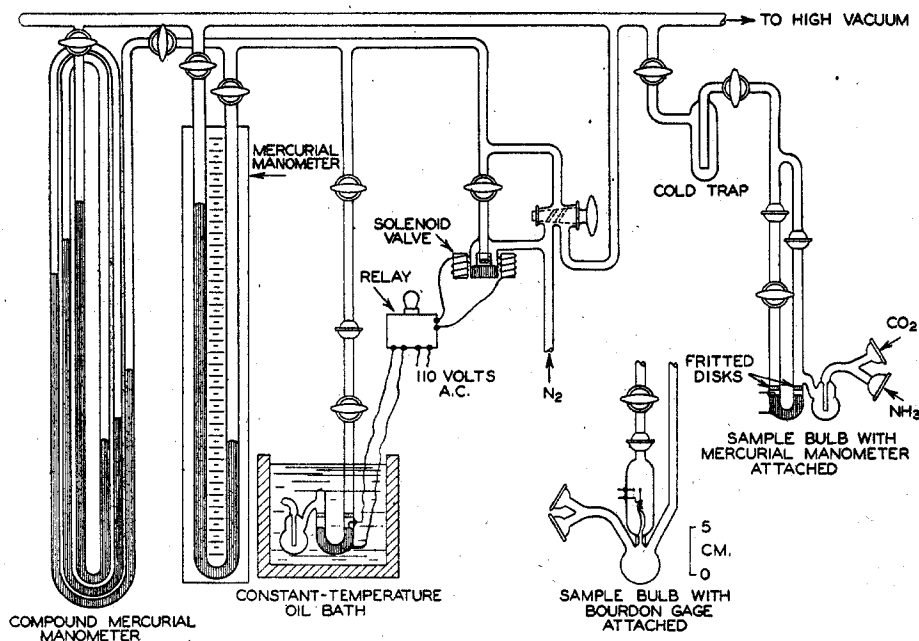 TO HIGH VACUUM
MERCURIAL
MANOMETER
COLD TRAP
SOLENOID
VALVE
RELAY
110 VOLTS
A.C.
N2
FRITTED
DISKS
CO2
NH3
SAMPLE BULB WITH
MERCURIAL MANOMETER
ATTACHED
5
CM.
0
CONSTANT-TEMPERATURE
OIL BATH
SAMPLE BULB WITH
BOURDON GAGE
ATTACHED
COMPOUND MERCURIAL
MANOMETER